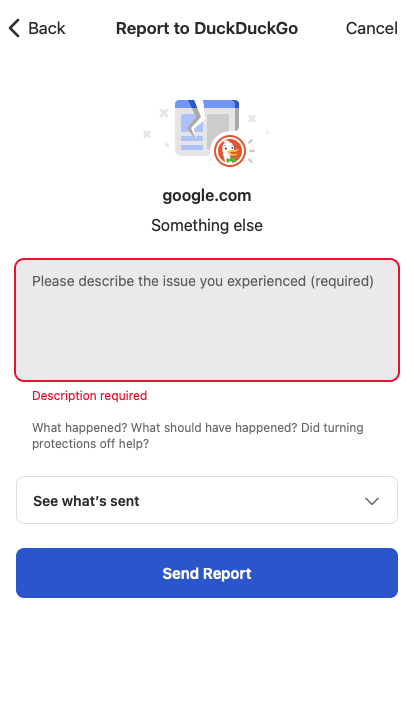 Back
Report to DuckDuckGo
Cancel
google.com
Something else
Please describe the issue you experienced (required)
Description required
What happened? What should have happened? Did turning
protections off help?
See what's sent
Send Report